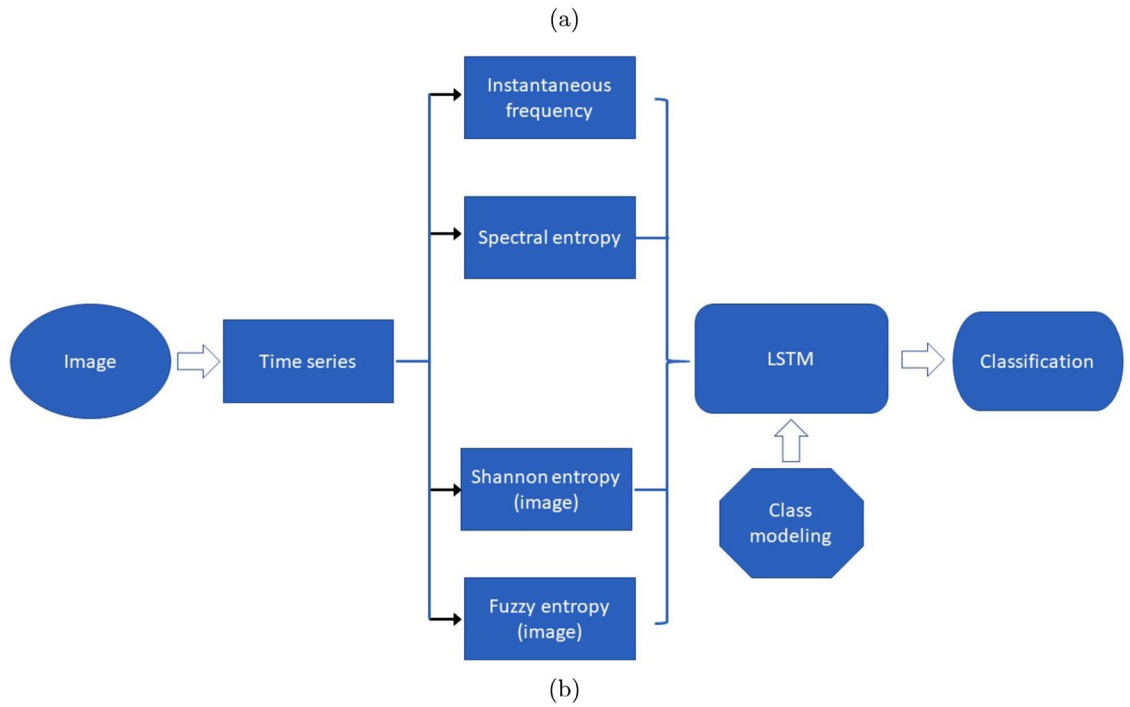 (a)
Instantaneous
frequency
Spectral entropy
Image
Time series
LSTM
Classification
Shannon entropy
(image)
Class
modeling
Fuzzy entropy
(image)
(b)